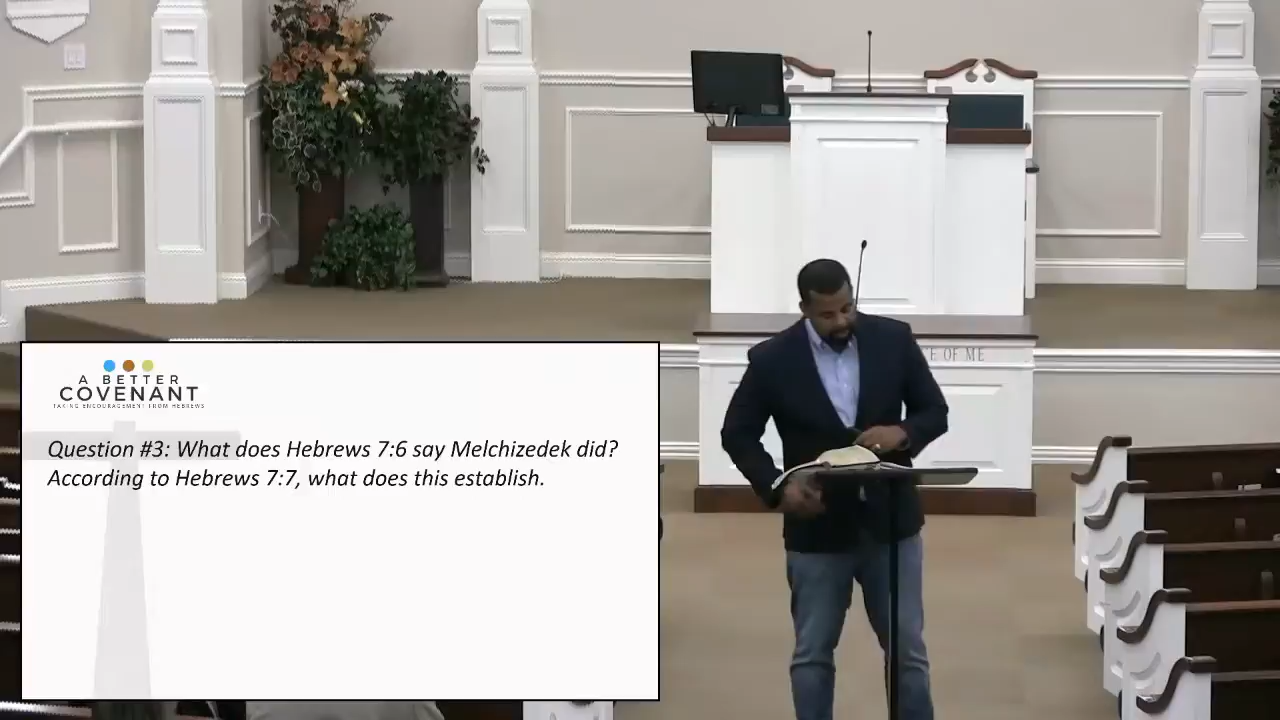 A BETTER
COVENANT
TAKING ENCOURAGEMENT FROM HEBREWS
Question #3: What does Hebrews 7:6 say Melchizedek did?
According to Hebrews 7:7, what does this establish.
E OF ME